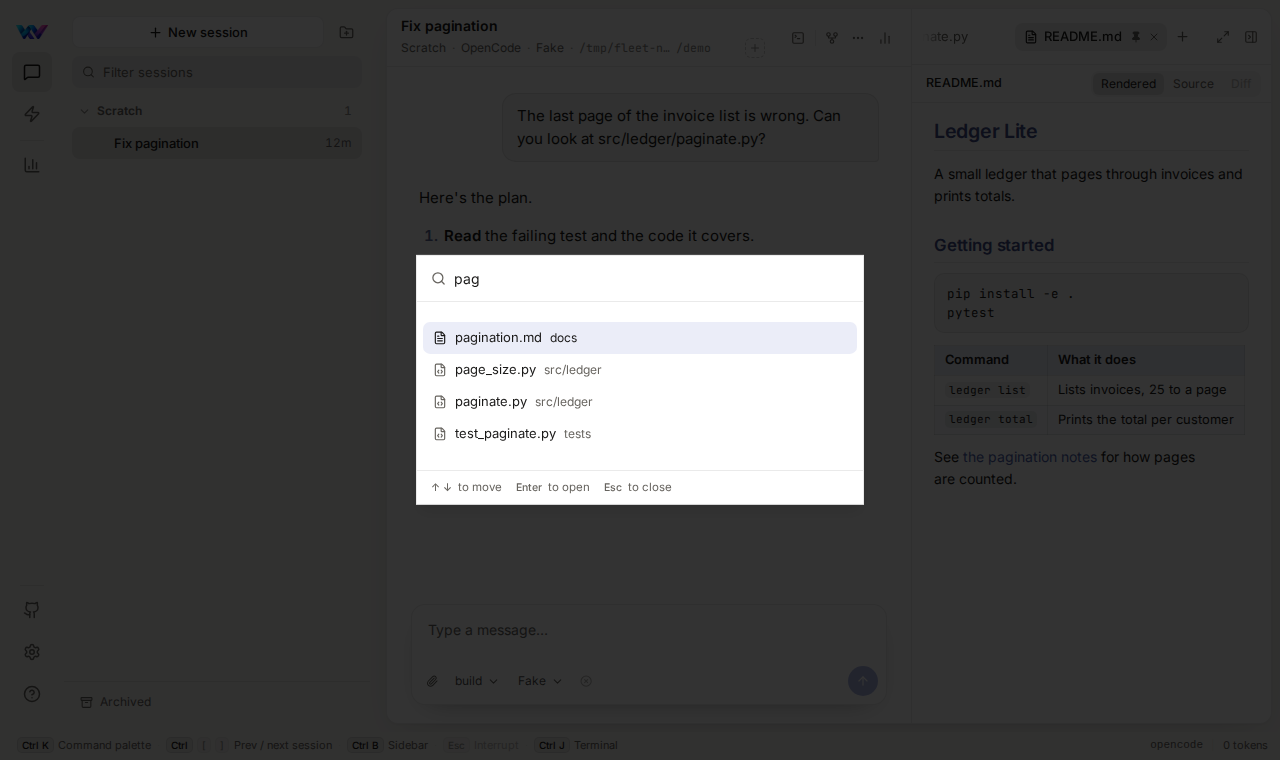 New session
Filter sessions
Scratch 1
Fix pagination 12m
Archived
Fix pagination
Scratch · OpenCode · Fake · /tmp/fleet-n… /demo
The last page of the invoice list is wrong. Can
you look at src/ledger/paginate.py?
Here's the plan.
1. Read the failing test and the code it covers.
pag
pagination.md docs
page_size.py src/ledger
paginate.py src/ledger
test_paginate.py tests
↑ ↓ to move Enter to open Esc to close
Type a message...
build Fake
ate.py README.md
README.md Rendered Source Diff
Ledger Lite
A small ledger that pages through invoices and
prints totals.
Getting started
pip install -e .
pytest
Command What it does
ledger list Lists invoices, 25 to a page
ledger total Prints the total per customer
See the pagination notes for how pages
are counted.
Ctrl K Command palette Ctrl [ ] Prev / next session Ctrl B Sidebar Esc Interrupt Ctrl J Terminal opencode 0 tokens